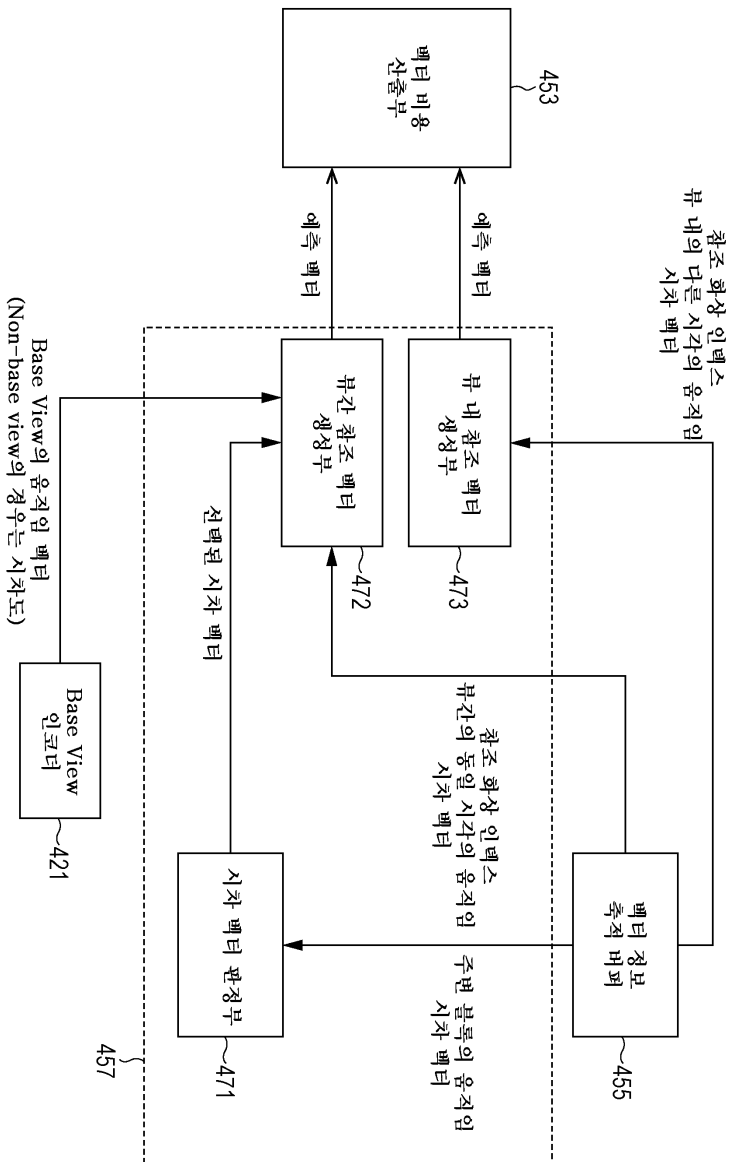 벡터 비용
산출부
453
예측 벡터
예측 벡터
참조 화상 인덱스
뷰 내의 다른 시각의 움직임
시차 벡터
뷰 내 참조 벡터
생성부
473
뷰간 참조 벡터
생성부
472
Base View의 움직임 벡터
(Non-base view의 경우는 시차도)
선택된 시차 벡터
참조 화상 인덱스
뷰간의 동일 시각의 움직임
시차 벡터
Base View
인코더
421
시차 벡터 판정부
471
457
주변 블록의 움직임
시차 벡터
벡터 정보
축적 버퍼
455